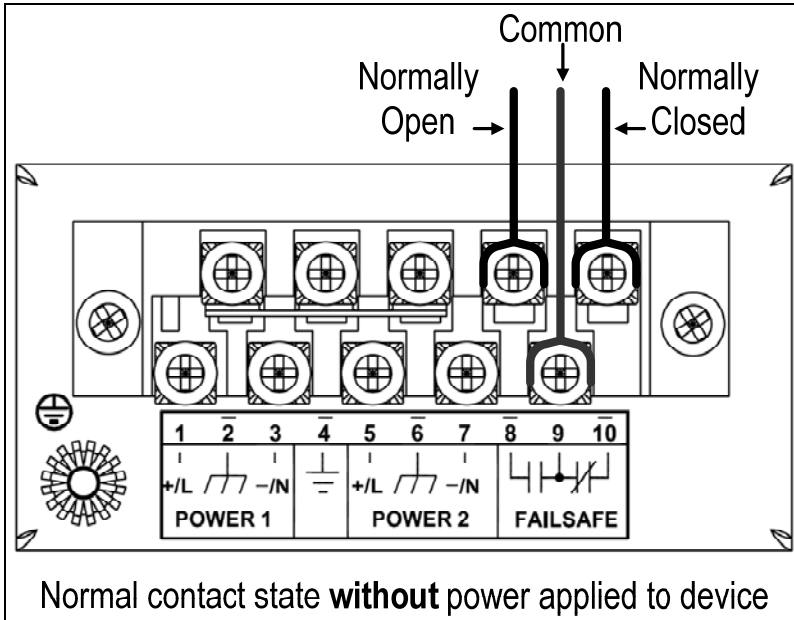 Common
Normally Normally
Open Closed
1 2 3 4 5 6 7 8 9 10
+/L −/N +/L −/N
POWER 1 POWER 2 FAILSAFE
Normal contact state without power applied to device